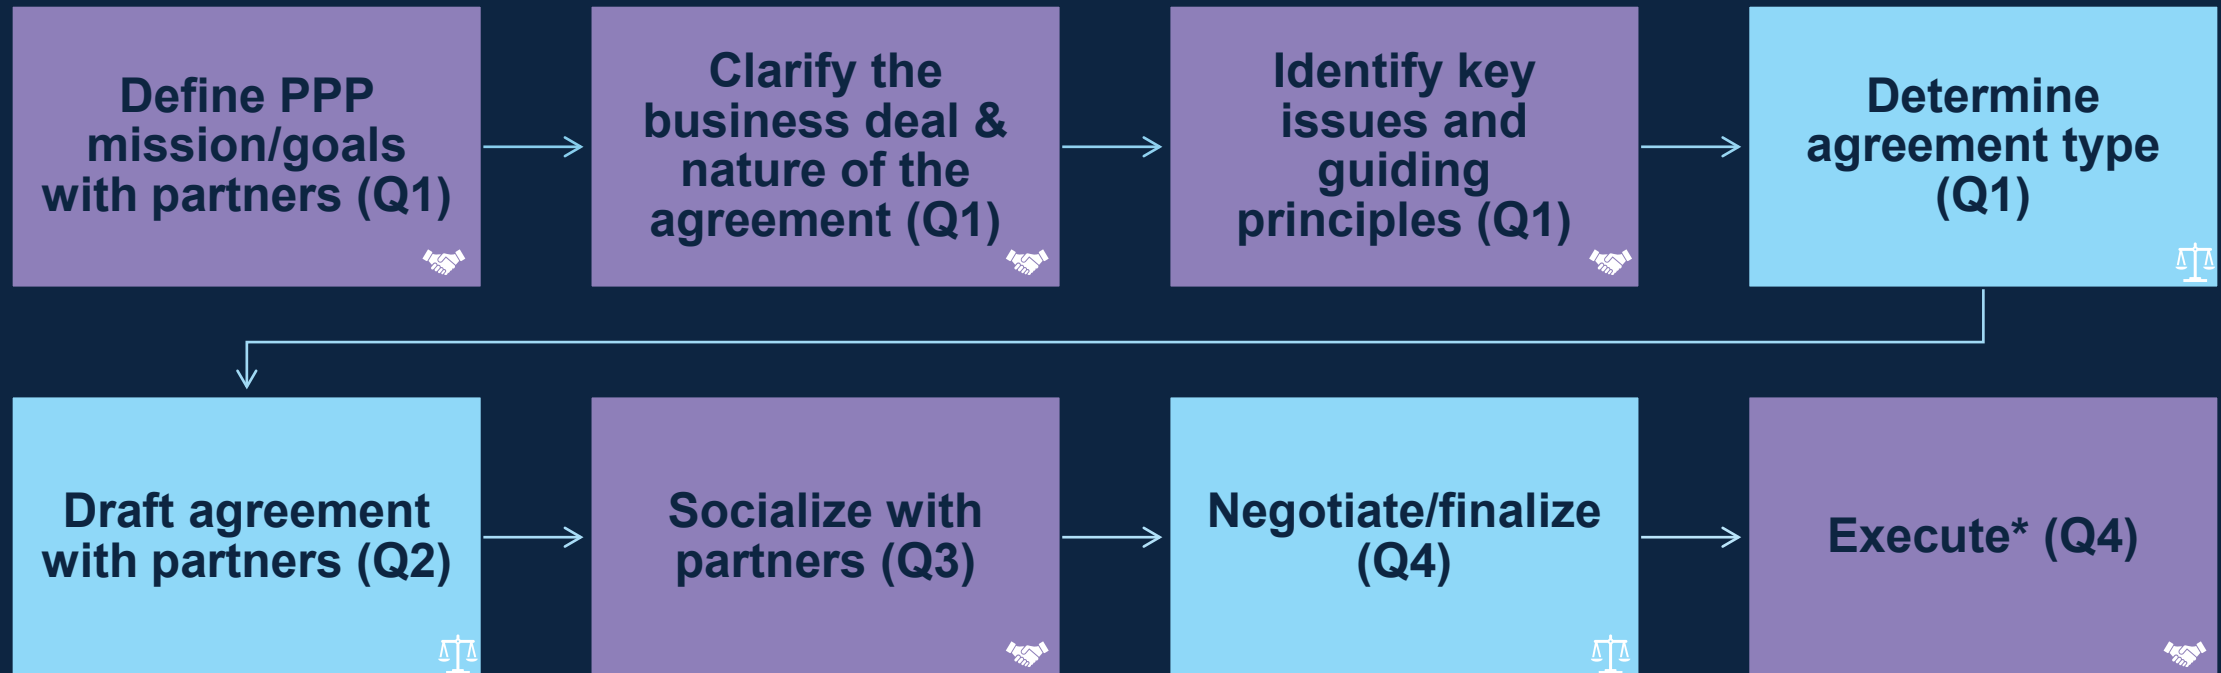 Define PPP
mission/goals
with partners (Q1)
Clarify the
business deal &
nature of the
agreement (Q1)
Identify key
issues and
guiding
principles (Q1)
Determine
agreement type
(Q1)
Draft agreement
with partners (Q2)
Socialize with
partners (Q3)
Negotiate/finalize
(Q4)
Execute* (Q4)